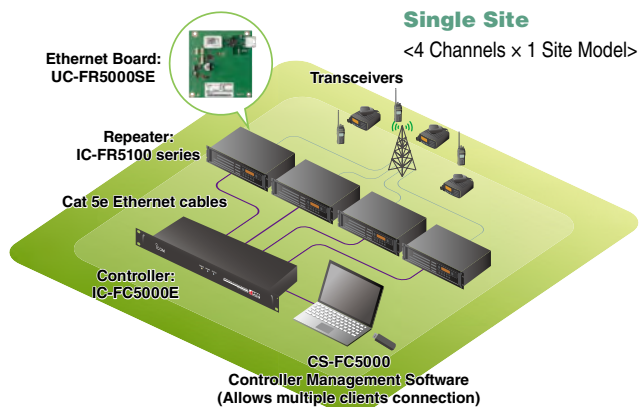 Single Site
<4 Channels × 1 Site Model>
Ethernet Board:
UC-FR5000SE
Transceivers
Repeater:
IC-FR5100 series
Cat 5e Ethernet cables
Controller:
IC-FC5000E
CS-FC5000
Controller Management Software
(Allows multiple clients connection)